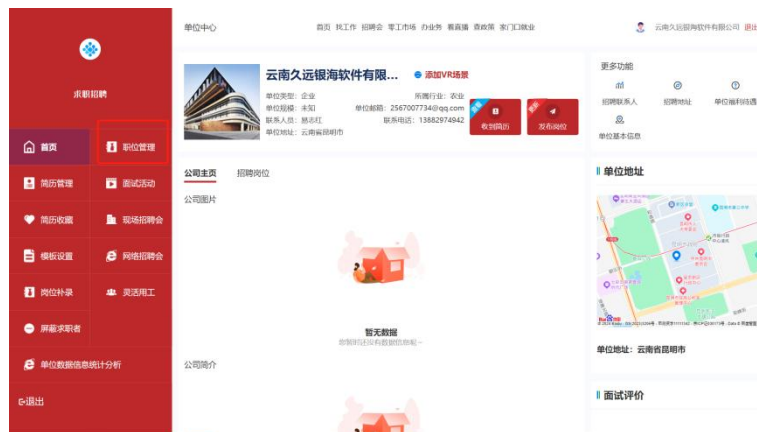 求职招聘
首页
职位管理
简历管理
面试活动
简历收藏
现场招聘会
模板设置
网络招聘会
岗位补录
灵活用工
屏蔽求职者
单位数据信息统计分析
退出
单位中心
首页 找工作 招聘会 零工市场 办业务 看直播 查政策 家门口就业
云南久远银海软件有限公司 退出
云南久远银海软件有限...
添加VR场景
单位类型：企业 所属行业：农业
单位规模：未知 单位邮箱：2567007734@qq.com
联系人员：易志红 联系电话：13882974942
单位地址：云南省昆明市
收到简历
发布岗位
更多功能
招聘联系人
招聘地址
单位福利待遇
单位基本信息
公司主页 招聘岗位
公司图片
暂无数据
您暂时还没有数据信息呢~
公司简介
单位地址
单位地址：云南省昆明市
面试评价